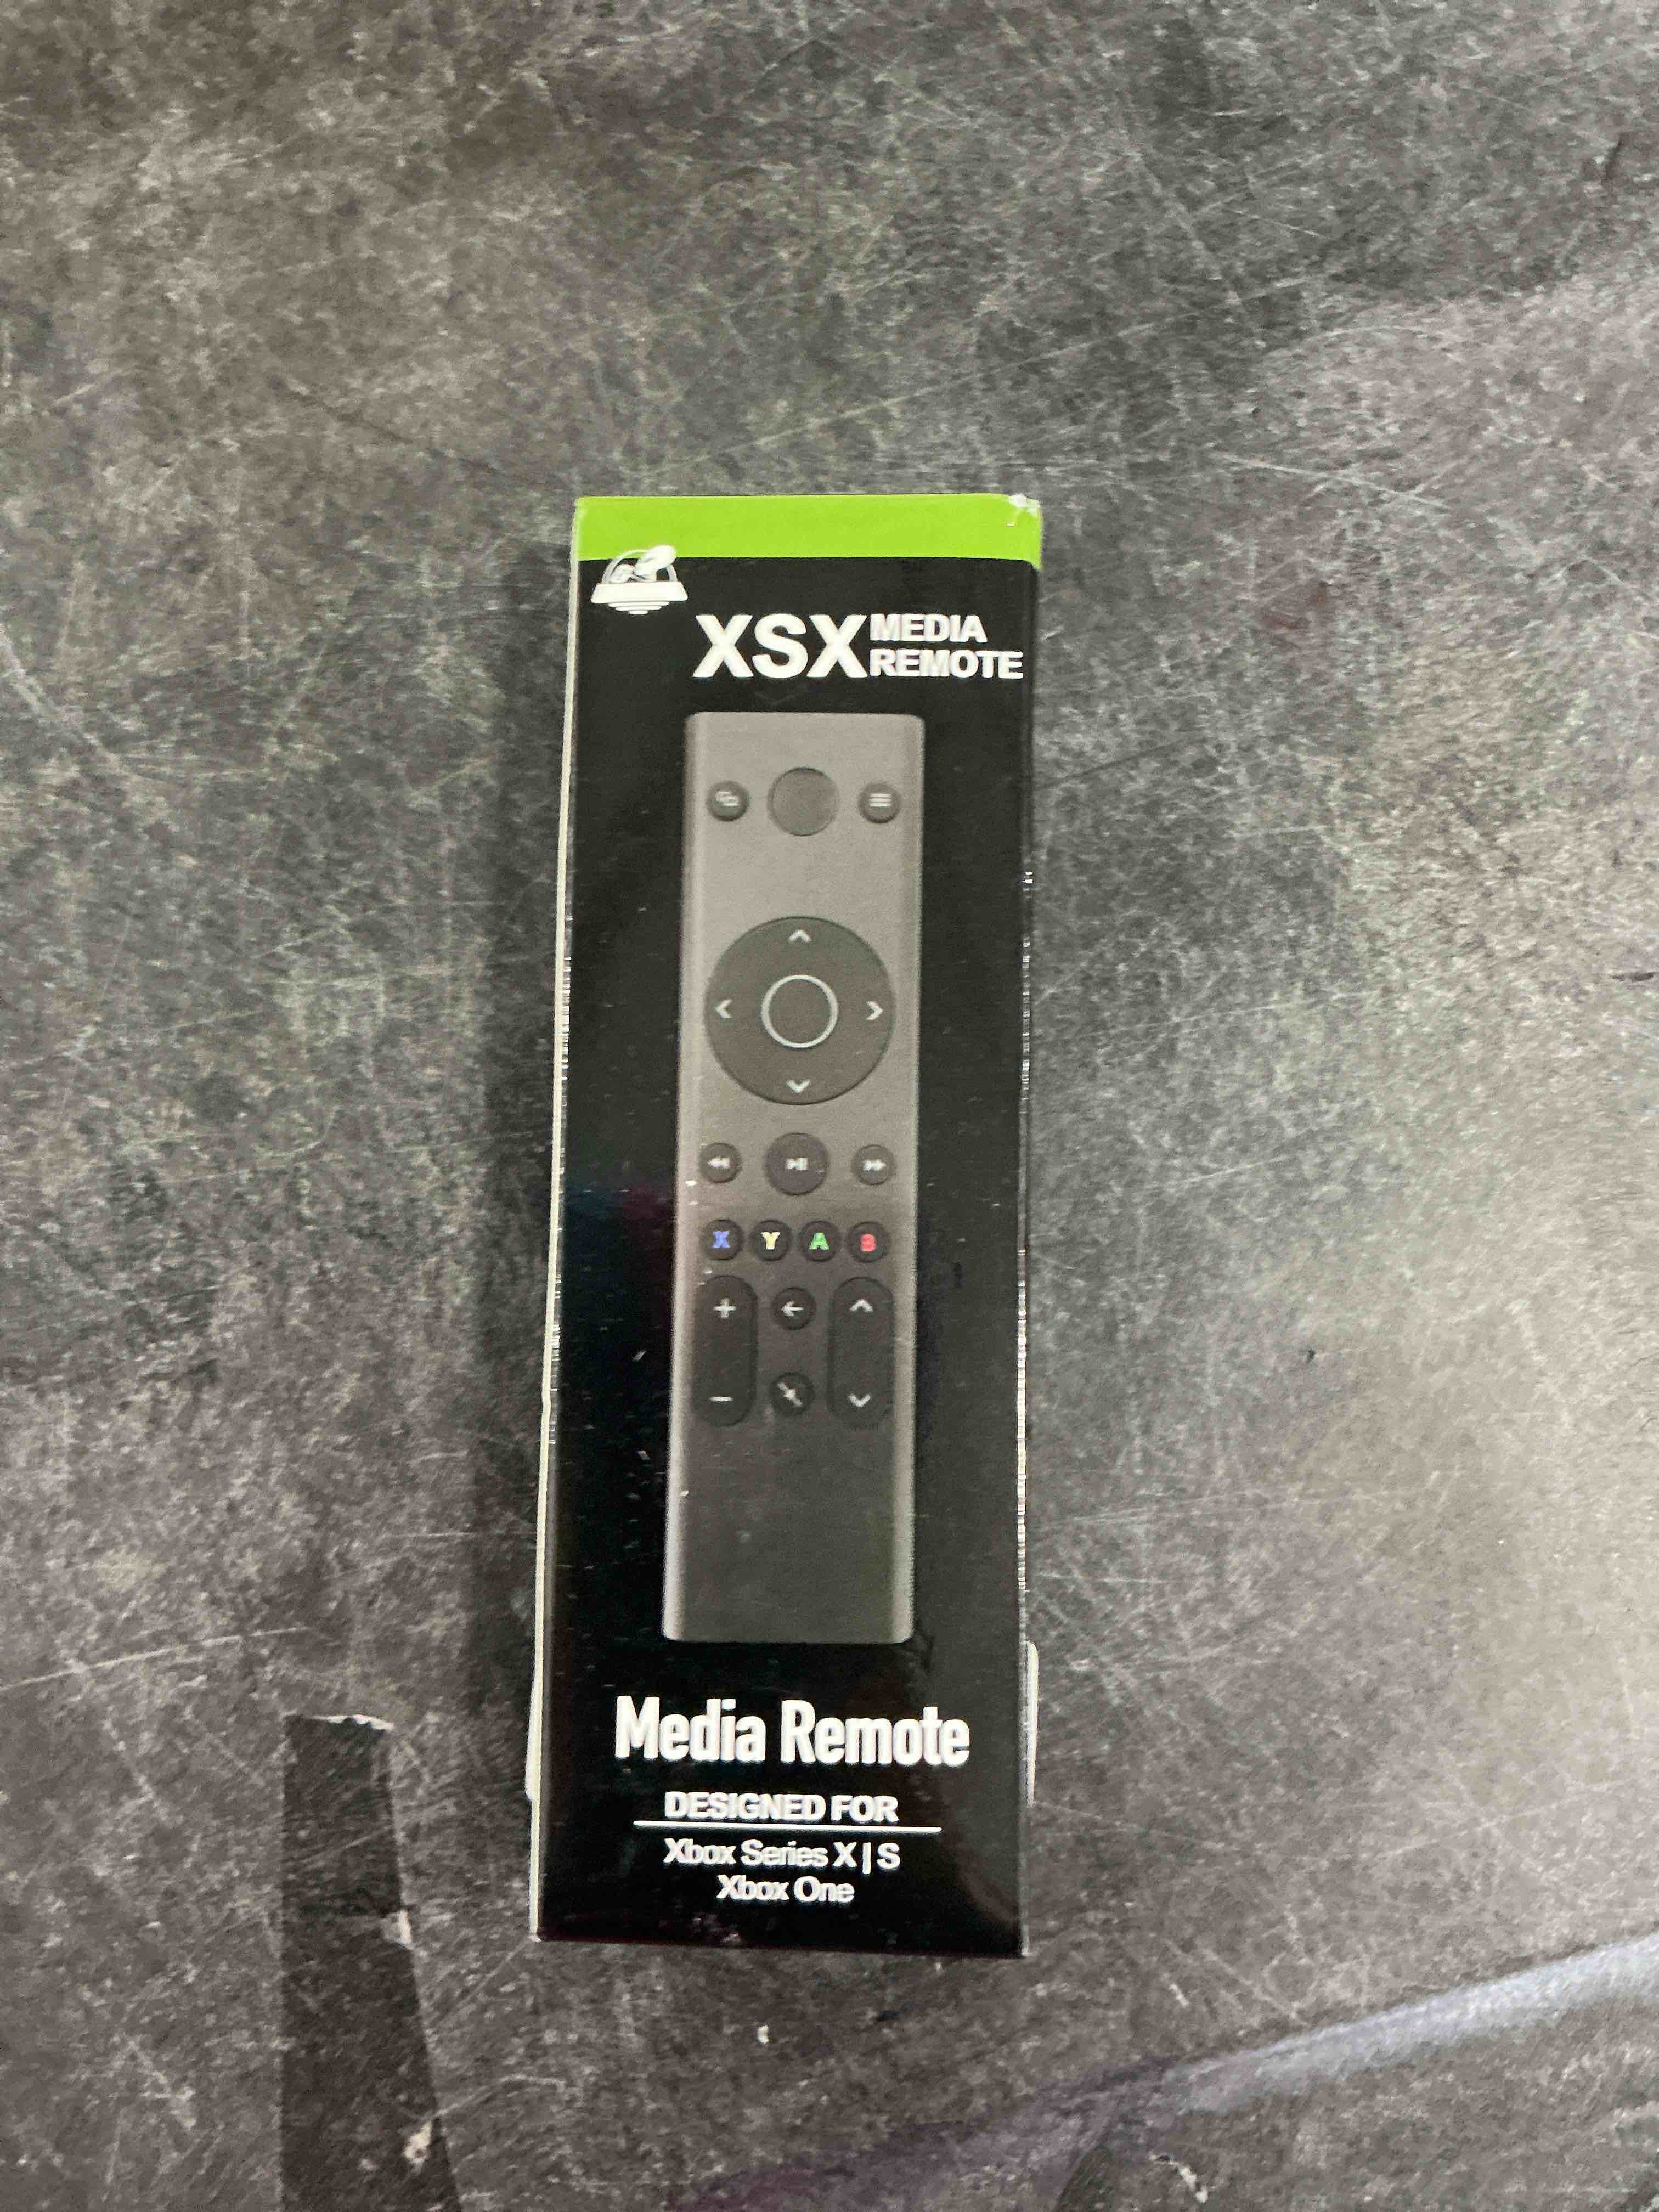 XSX MEDIA
REMOTE
X Y A B
Media Remote
DESIGNED FOR
Xbox Series X|S
Xbox One